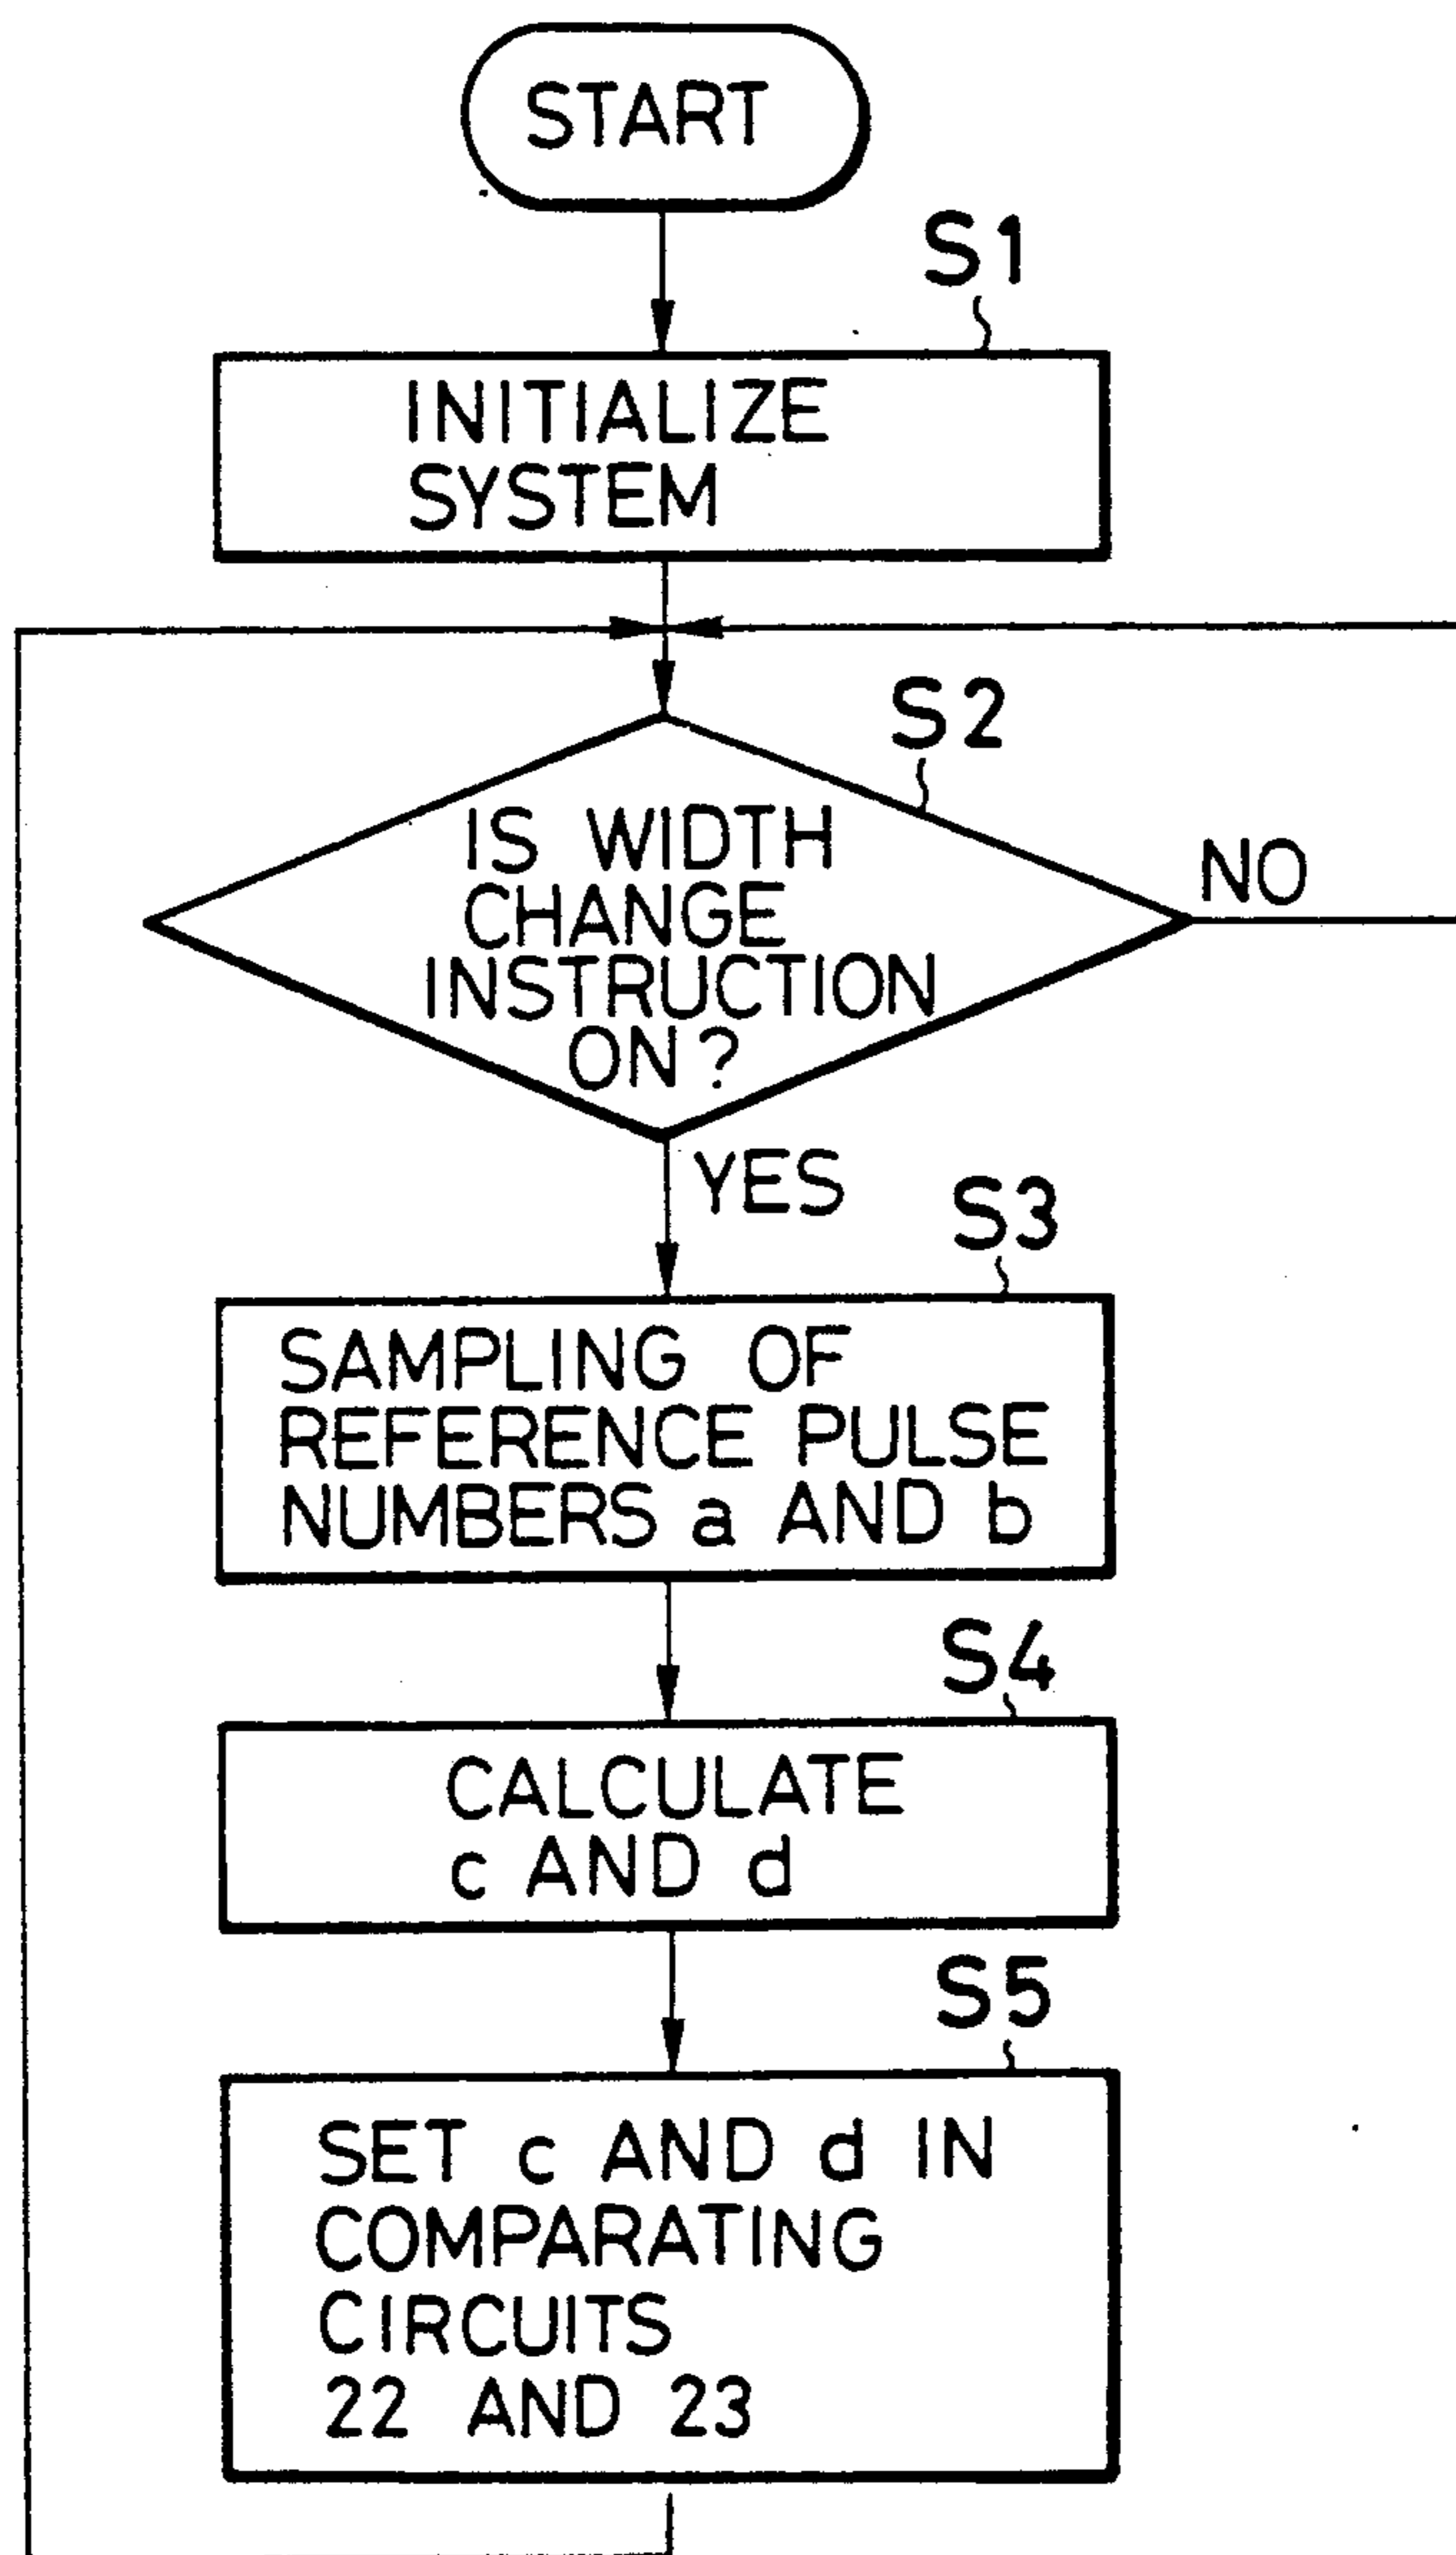 START
S1
INITIALIZE
SYSTEM
S2
IS WIDTH
CHANGE
INSTRUCTION
ON?
NO
YES
S3
SAMPLING OF
REFERENCE PULSE
NUMBERS a AND b
S4
CALCULATE
c AND d
S5
SET c AND d IN
COMPARATING
CIRCUITS
22 AND 23